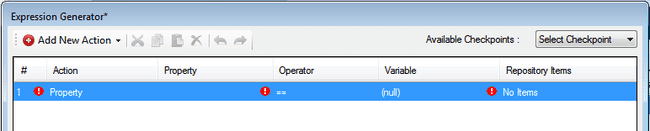 Expression Generator*
Add New Action Available Checkpoints : Select Checkpoint
# Action Property Operator Variable Repository Items
1 Property == (null) No Items